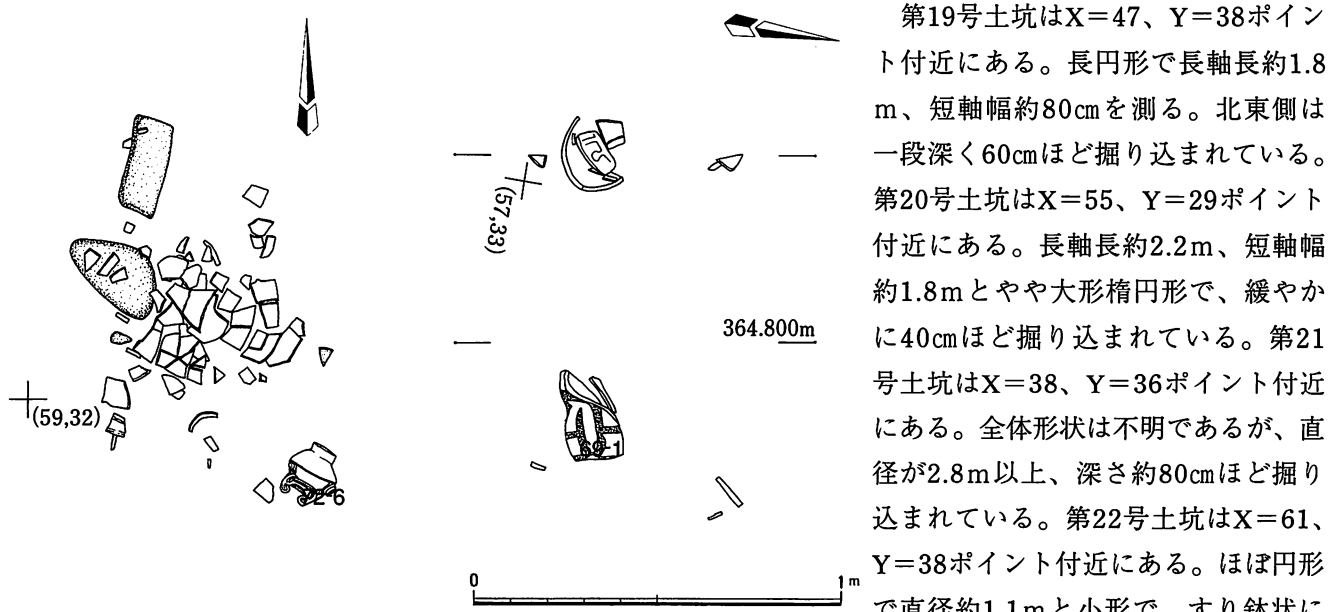 (59,32)
22-6
(57,33)
364.800m
0
1m
第19号土坑はX＝47、Y＝38ポイン
ト付近にある。長円形で長軸長約1.8
m、短軸幅約80㎝を測る。北東側は
一段深く60㎝ほど掘り込まれている。
第20号土坑はX＝55、Y＝29ポイント
付近にある。長軸長約2.2m、短軸幅
約1.8mとやや大形楕円形で、緩やか
に40㎝ほど掘り込まれている。第21
号土坑はX＝38、Y＝36ポイント付近
にある。全体形状は不明であるが、直
径が2.8m以上、深さ約80㎝ほど掘り
込まれている。第22号土坑はX＝61、
Y＝38ポイント付近にある。ほぼ円形
で直径約1.1mと小形で、すり鉢状に